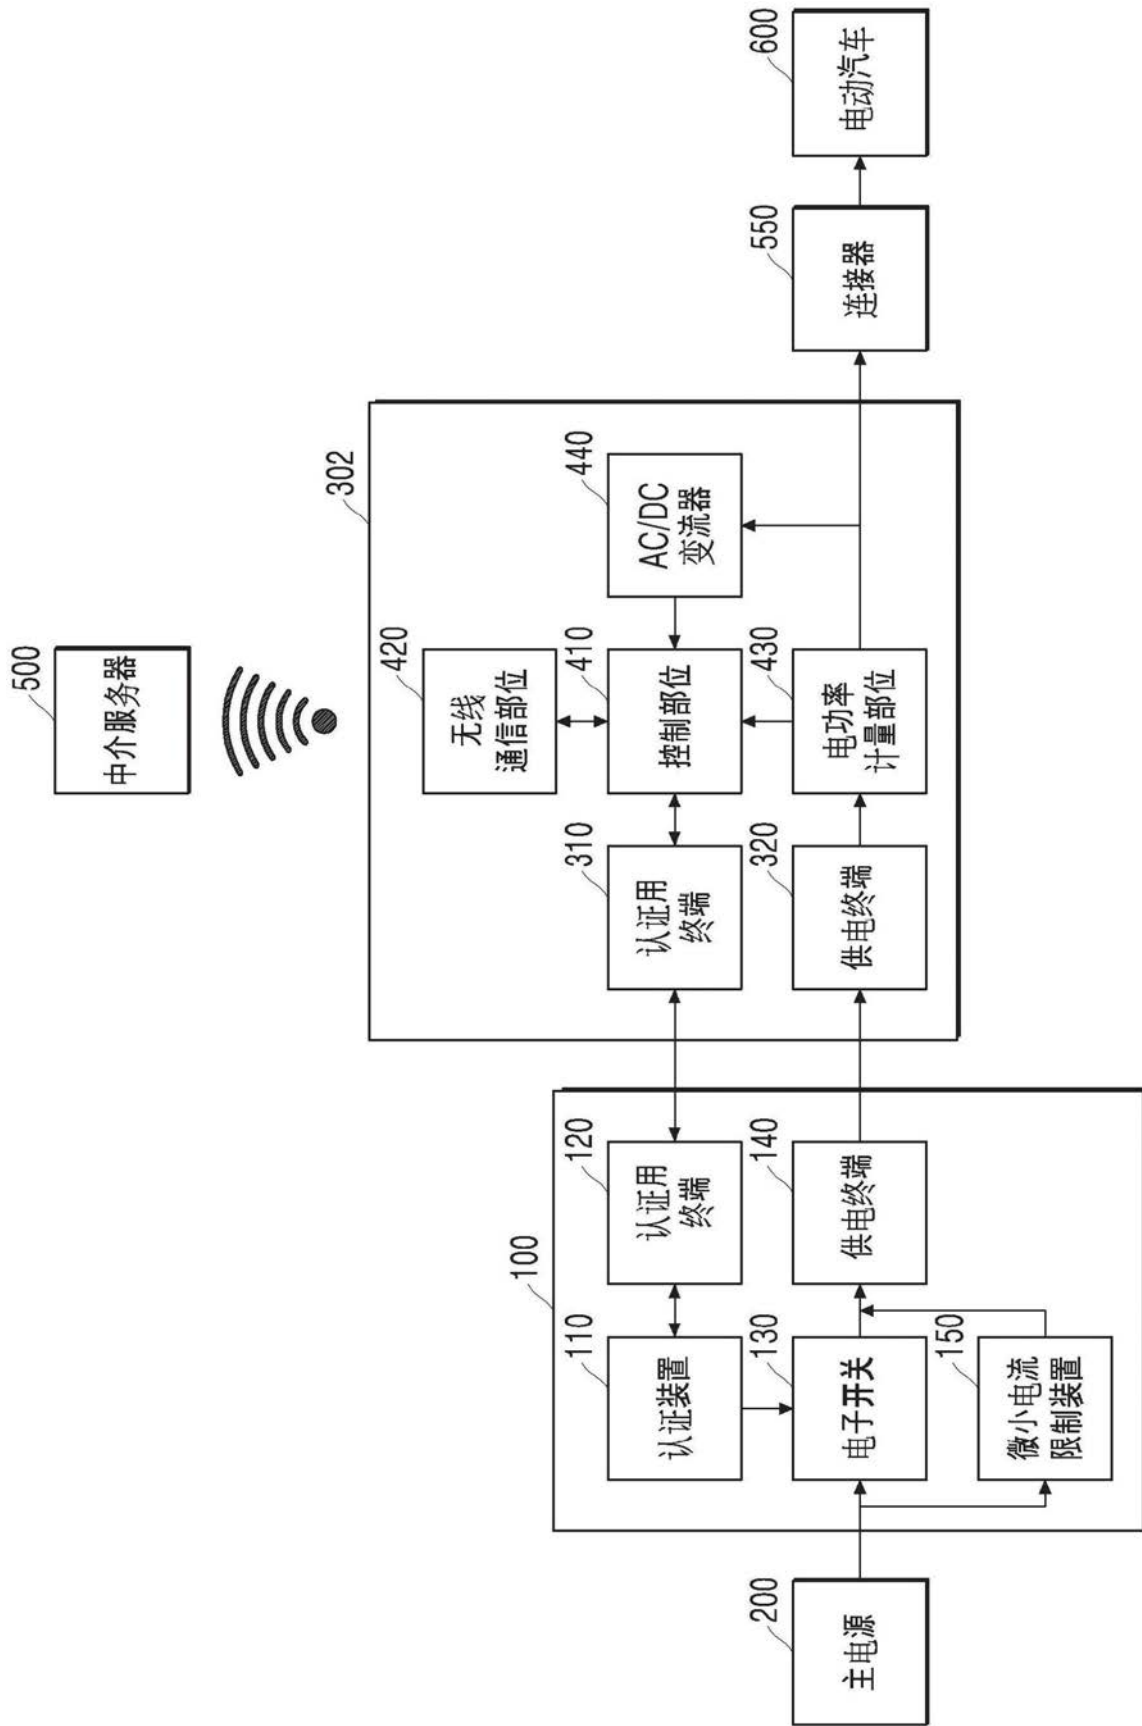 500
中介服务器
302
420
无线
通信部位
440
AC/DC
变流器
100
110
认证装置
120
认证用
终端
310
认证用
终端
410
控制部位
200
主电源
130
电子开关
140
供电终端
320
供电终端
430
电功率
计量部位
550
连接器
600
电动汽车
150
微小电流
限制装置